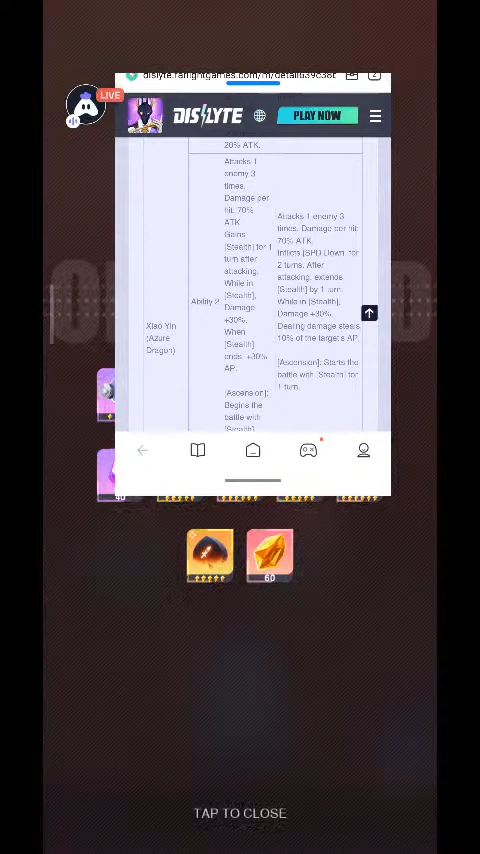 dislyte.farlightgames.com/m/detail639c38b
2
LIVE
DISLYTE
PLAY NOW
20% ATK.
Attacks 1
enemy 3
times.
Damage per
hit: 70%
ATK
Gains
[Stealth] for 1
turn after
attacking.
While in
[Stealth],
Damage
+30%.
When
[Stealth]
ends, +30%
AP.
[Ascension]:
Begins the
battle with
[Stealth]
Attacks 1 enemy 3
times. Damage per hit:
70% ATK.
Inflicts [SPD Down] for
2 turns. After
attacking, extends
[Stealth] by 1 turn.
While in [Stealth],
Damage +30%.
Dealing damage steals
10% of the target's AP.
[Ascension]: Starts the
battle with [Stealth] for
1 turn.
Ability 2
Xiao Yin
(Azure
Dragon)
60
TAP TO CLOSE